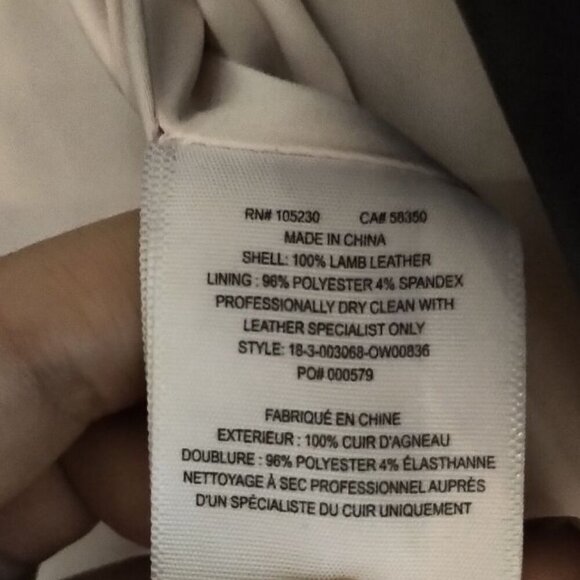 RN# 105230 CA# 58350
MADE IN CHINA
SHELL: 100% LAMB LEATHER
LINING : 96% POLYESTER 4% SPANDEX
PROFESSIONALLY DRY CLEAN WITH
LEATHER SPECIALIST ONLY
STYLE: 18-3-003068-OW00836
PO# 000579
FABRIQUÉ EN CHINE
EXTERIEUR : 100% CUIR D'AGNEAU
DOUBLURE : 96% POLYESTER 4% ÉLASTHANNE
NETTOYAGE À SEC PROFESSIONNEL AUPRÈS
D'UN SPÉCIALISTE DU CUIR UNIQUEMENT